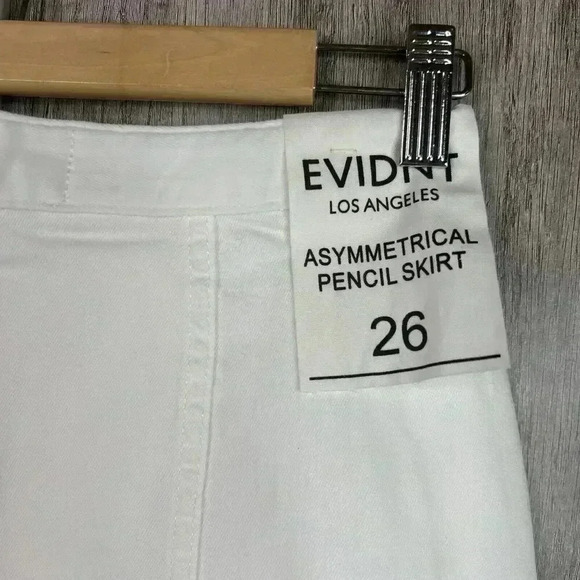 EVIDNT
LOS ANGELES
ASYMMETRICAL
PENCIL SKIRT
26